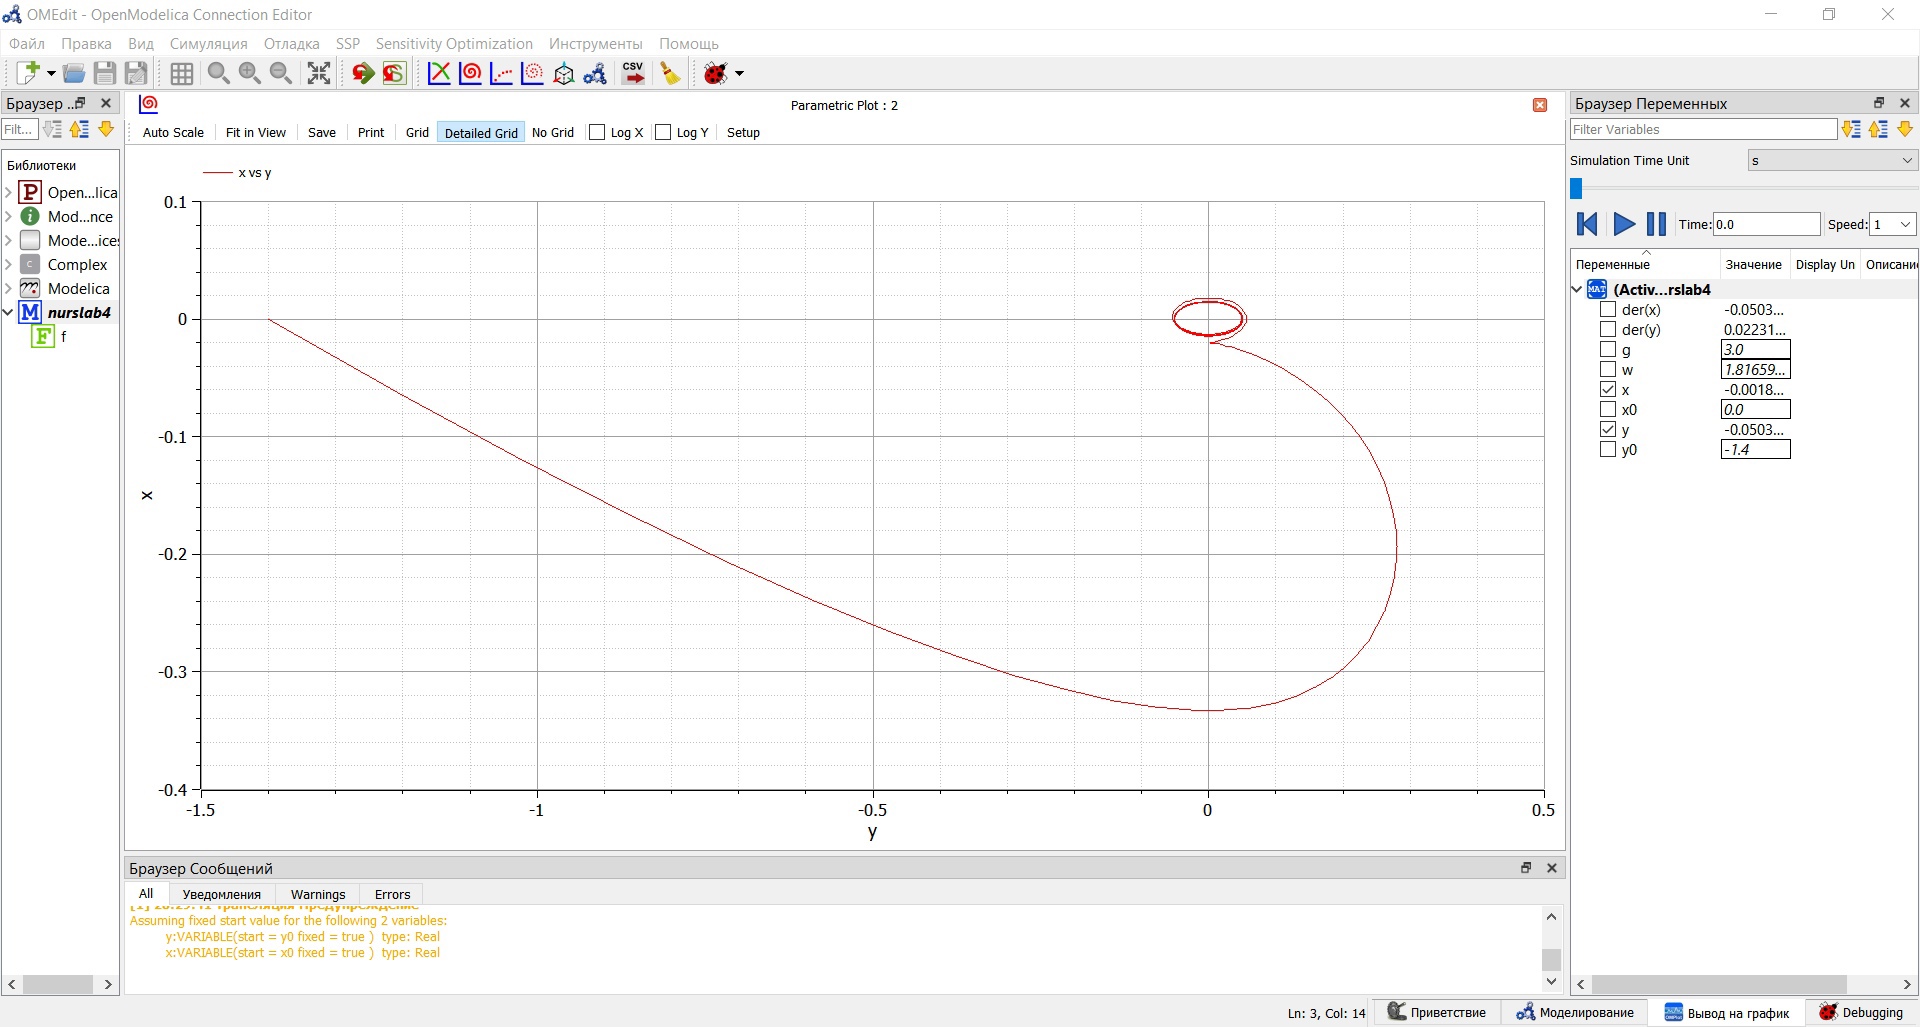 OMEdit - OpenModelica Connection Editor
Файл Правка Вид Симуляция Отладка SSP Sensitivity Optimization Инструменты Помощь
CSV
Браузер ..
Filt...
Библиотеки
P Open...lica
i Mod...nce
Mode...ices
C Complex
Modelica
M nurslab4
F f
Parametric Plot : 2
Auto Scale Fit in View Save Print Grid Detailed Grid No Grid Log X Log Y Setup
x vs y
0.1
0
-0.1
-0.2
-0.3
-0.4
x
-1.5 -1 -0.5 0 0.5
y
Браузер Сообщений
All Уведомления Warnings Errors
Assuming fixed start value for the following 2 variables:
y:VARIABLE(start = y0 fixed = true ) type: Real
x:VARIABLE(start = x0 fixed = true ) type: Real
Браузер Переменных
Filter Variables
Simulation Time Unit s
Time: 0.0 Speed: 1
Переменные Значение Display Un Описани
MAT (Activ...rslab4
der(x) -0.0503...
der(y) 0.02231...
g 3.0
w 1.81659...
x -0.0018...
x0 0.0
y -0.0503...
y0 -1.4
Ln: 3, Col: 14 Приветствие Моделирование Вывод на график Debugging